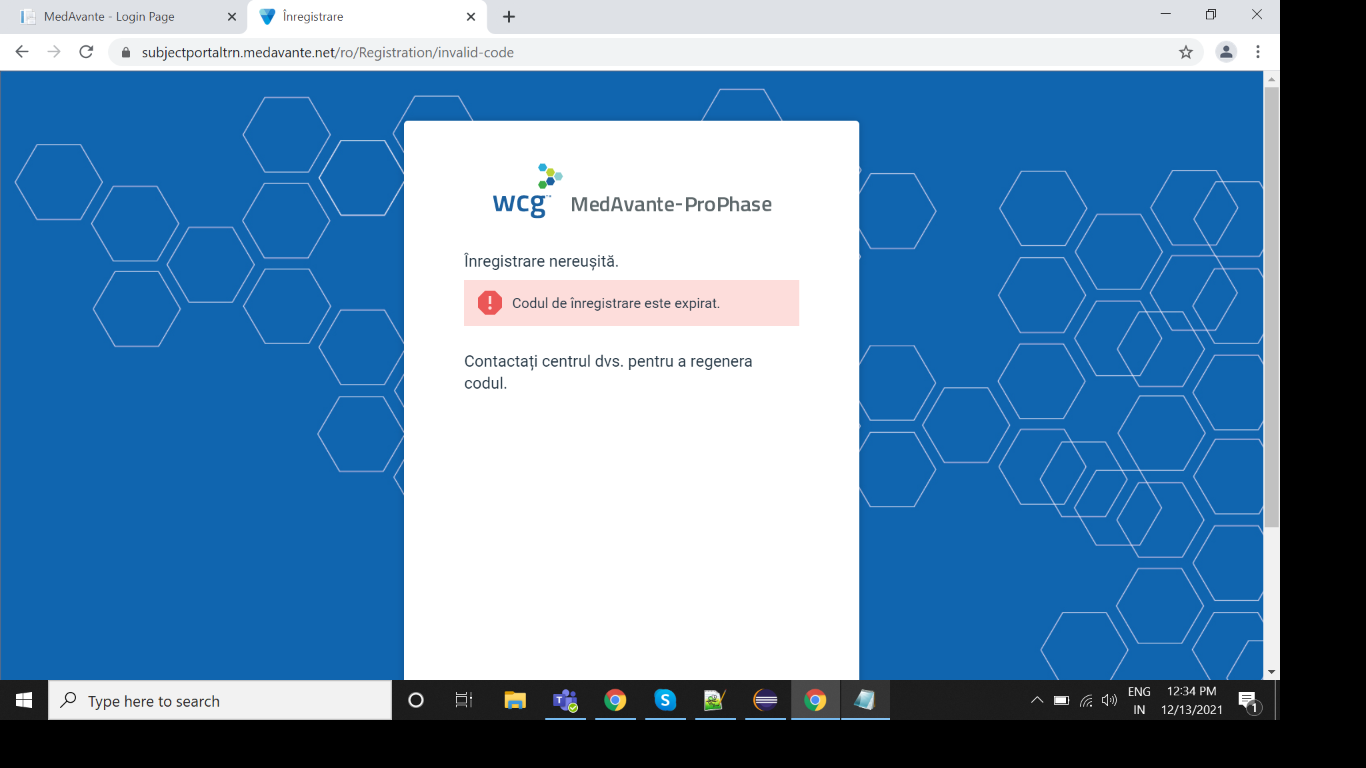 MedAvante - Login Page
Înregistrare
subjectportaltrn.medavante.net/ro/Registration/invalid-code
wcg™ MedAvante-ProPhase
Înregistrare nereușită.
Codul de înregistrare este expirat.
Contactați centrul dvs. pentru a regenera
codul.
Type here to search
ENG
IN
12:34 PM
12/13/2021
1